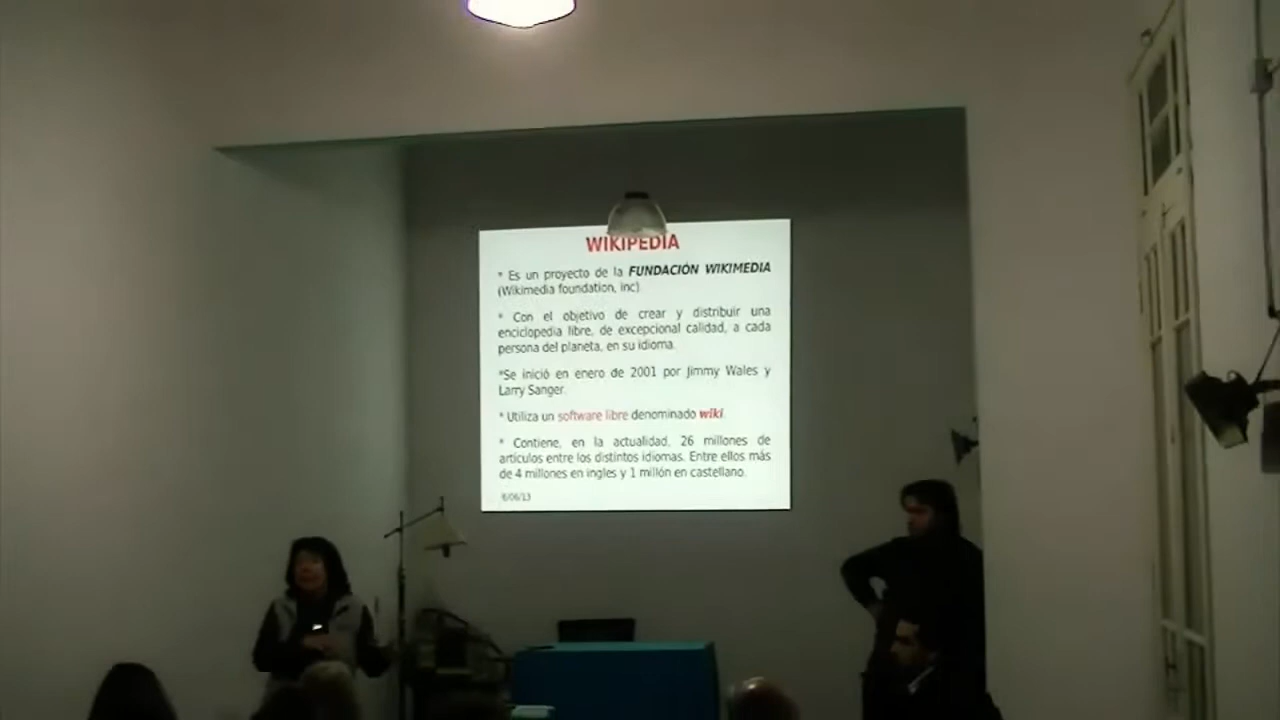 WIKIPEDIA
* Es un proyecto de la FUNDACIÓN WIKIMEDIA
(Wikimedia foundation, inc)
* Con el objetivo de crear y distribuir una
enciclopedia libre, de excepcional calidad, a cada
persona del planeta, en su idioma.
*Se inició en enero de 2001 por Jimmy Wales y
Larry Sanger.
* Utiliza un software libre denominado wiki.
* Contiene, en la actualidad, 26 millones de
artículos entre los distintos idiomas. Entre ellos más
de 4 millones en ingles y 1 millón en castellano.
6/06/13